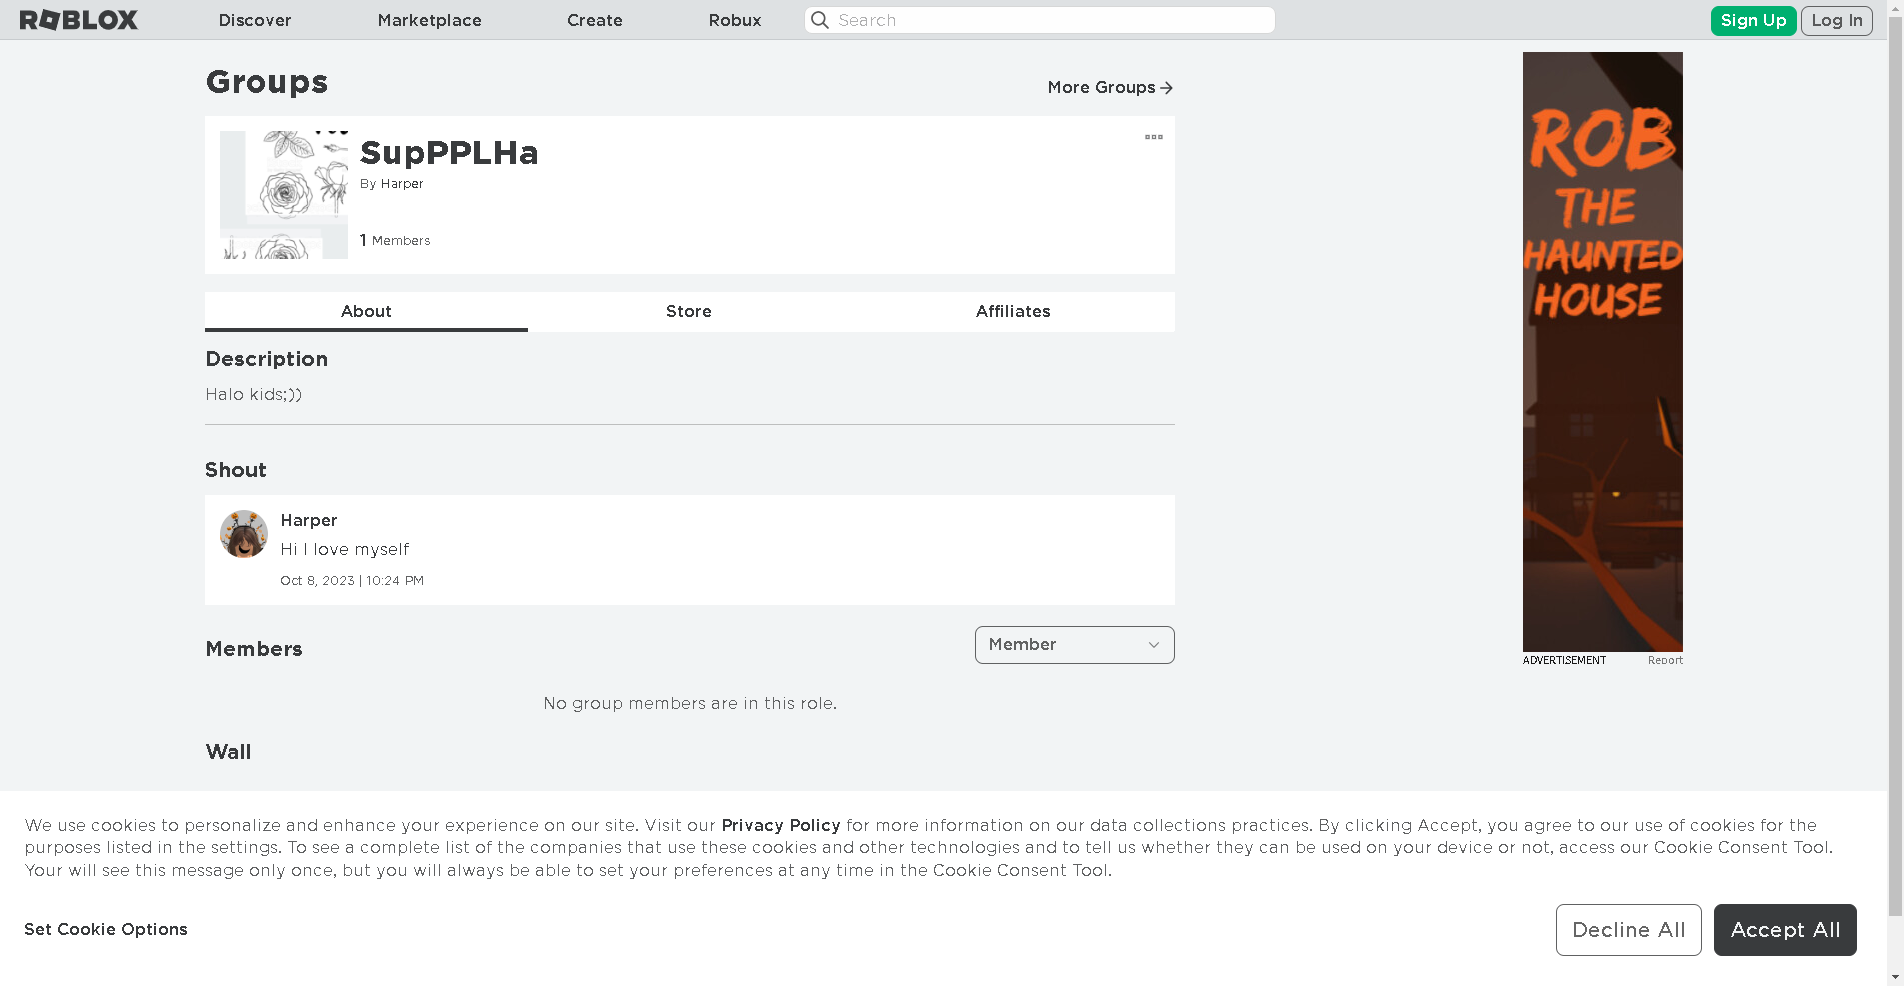 ROBLOX
Discover
Marketplace
Create
Robux
Search
Sign Up
Log In
Groups
More Groups
SupPPLHa
By Harper
1 Members
About
Store
Affiliates
Description
Halo kids;))
Shout
Harper
Hi I love myself
Oct 8, 2023 | 10:24 PM
Members
Member
No group members are in this role.
Wall
ROB
THE
HAUNTED
HOUSE
ADVERTISEMENT
Report
We use cookies to personalize and enhance your experience on our site. Visit our Privacy Policy for more information on our data collections practices. By clicking Accept, you agree to our use of cookies for the
purposes listed in the settings. To see a complete list of the companies that use these cookies and other technologies and to tell us whether they can be used on your device or not, access our Cookie Consent Tool.
Your will see this message only once, but you will always be able to set your preferences at any time in the Cookie Consent Tool.
Set Cookie Options
Decline All
Accept All